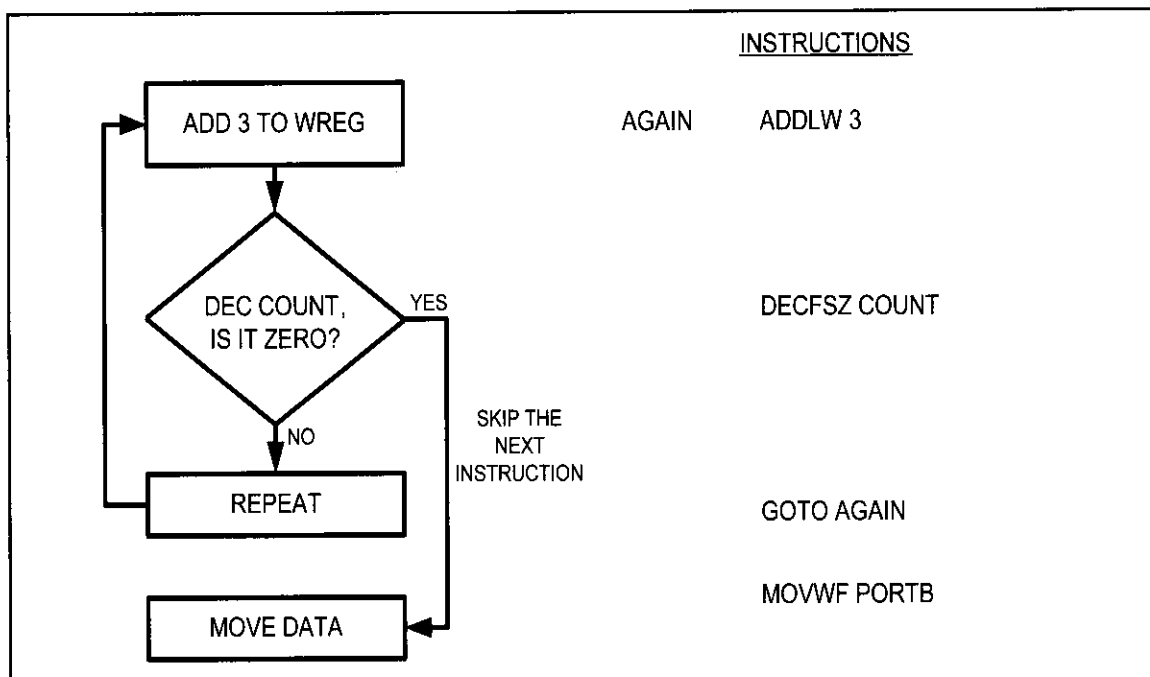 INSTRUCTIONS
ADD 3 TO WREG
AGAIN ADDLW 3
DEC COUNT,
IS IT ZERO?
YES
DECFSZ COUNT
NO
SKIP THE
NEXT
INSTRUCTION
REPEAT
GOTO AGAIN
MOVWF PORTB
MOVE DATA